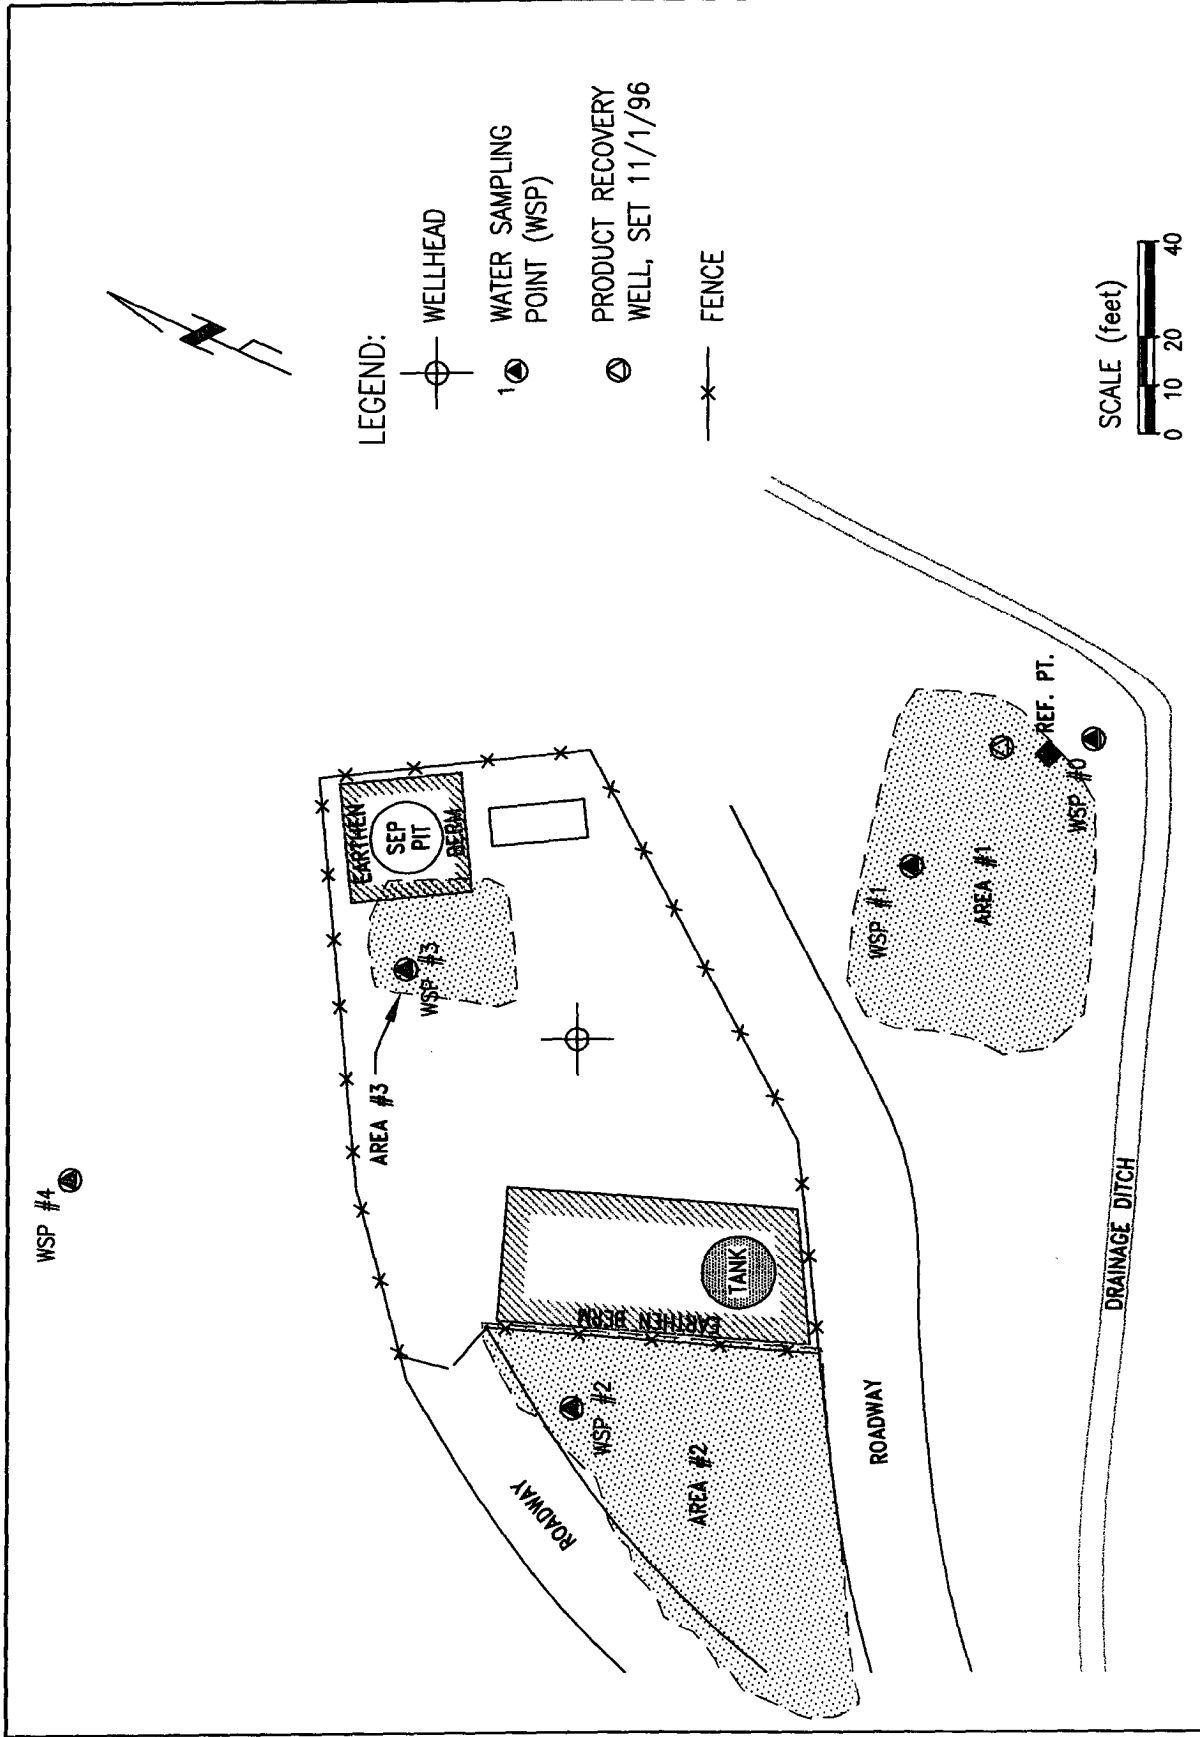 WSP #4
AREA #3
WSP #3
EARTHEN
SEP
PIT
BERM
ROADWAY
WSP #2
AREA #2
EARTHEN BERM
TANK
ROADWAY
WSP #1
AREA #1
WSP #0
REF. PT.
DRAINAGE DITCH
N
LEGEND:
WELLHEAD
1
WATER SAMPLING
POINT (WSP)
PRODUCT RECOVERY
WELL, SET 11/1/96
FENCE
SCALE (feet)
0 10 20 40